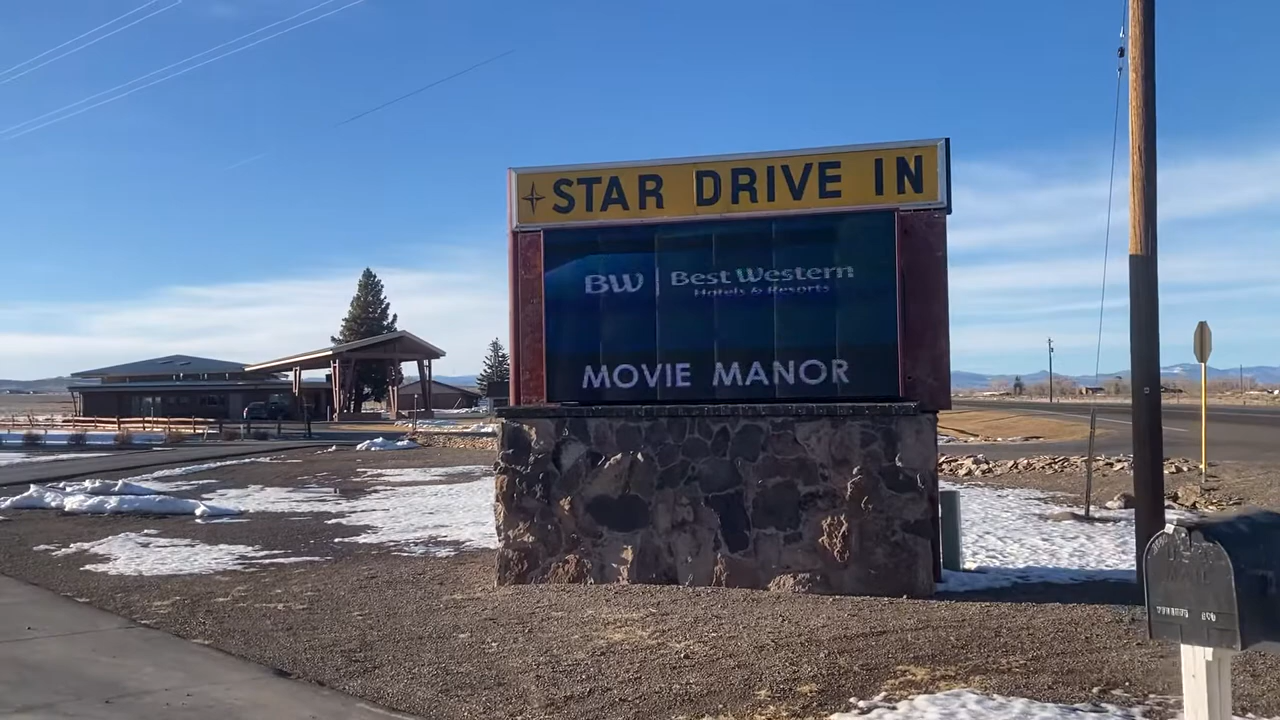 STAR DRIVE IN
BW | Best Western
Hotels & Resorts
MOVIE MANOR